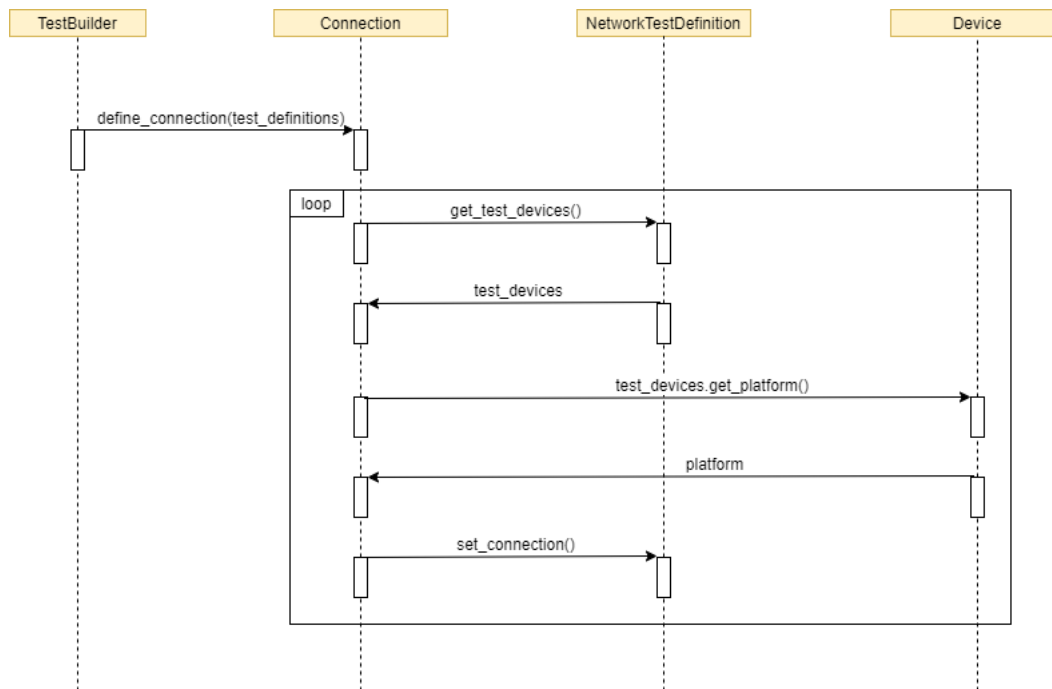 TestBuilder
Connection
NetworkTestDefinition
Device
define_connection(test_definitions)
loop
get_test_devices()
test_devices
test_devices.get_platform()
platform
set_connection()